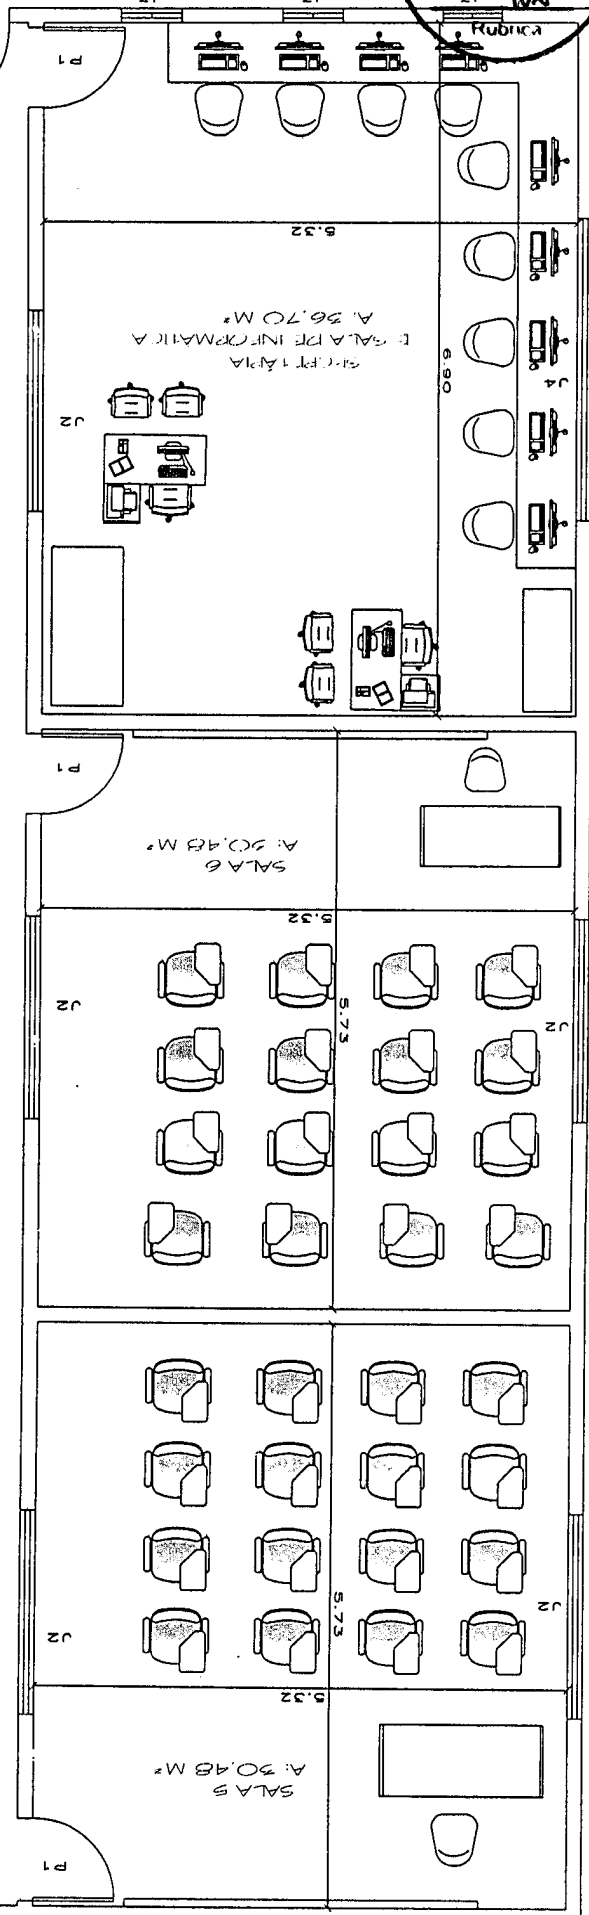 Rubrica
P1
5.32
SECRETÁRIA
E SALA DE INFORMATICA
A: 36,70 M²
6.90
J4
J2
P1
SALA 6
A: 30,48 M²
5.32
5.73
J2
J2
5.73
J2
J2
5.32
SALA 5
A: 30,48 M²
P1